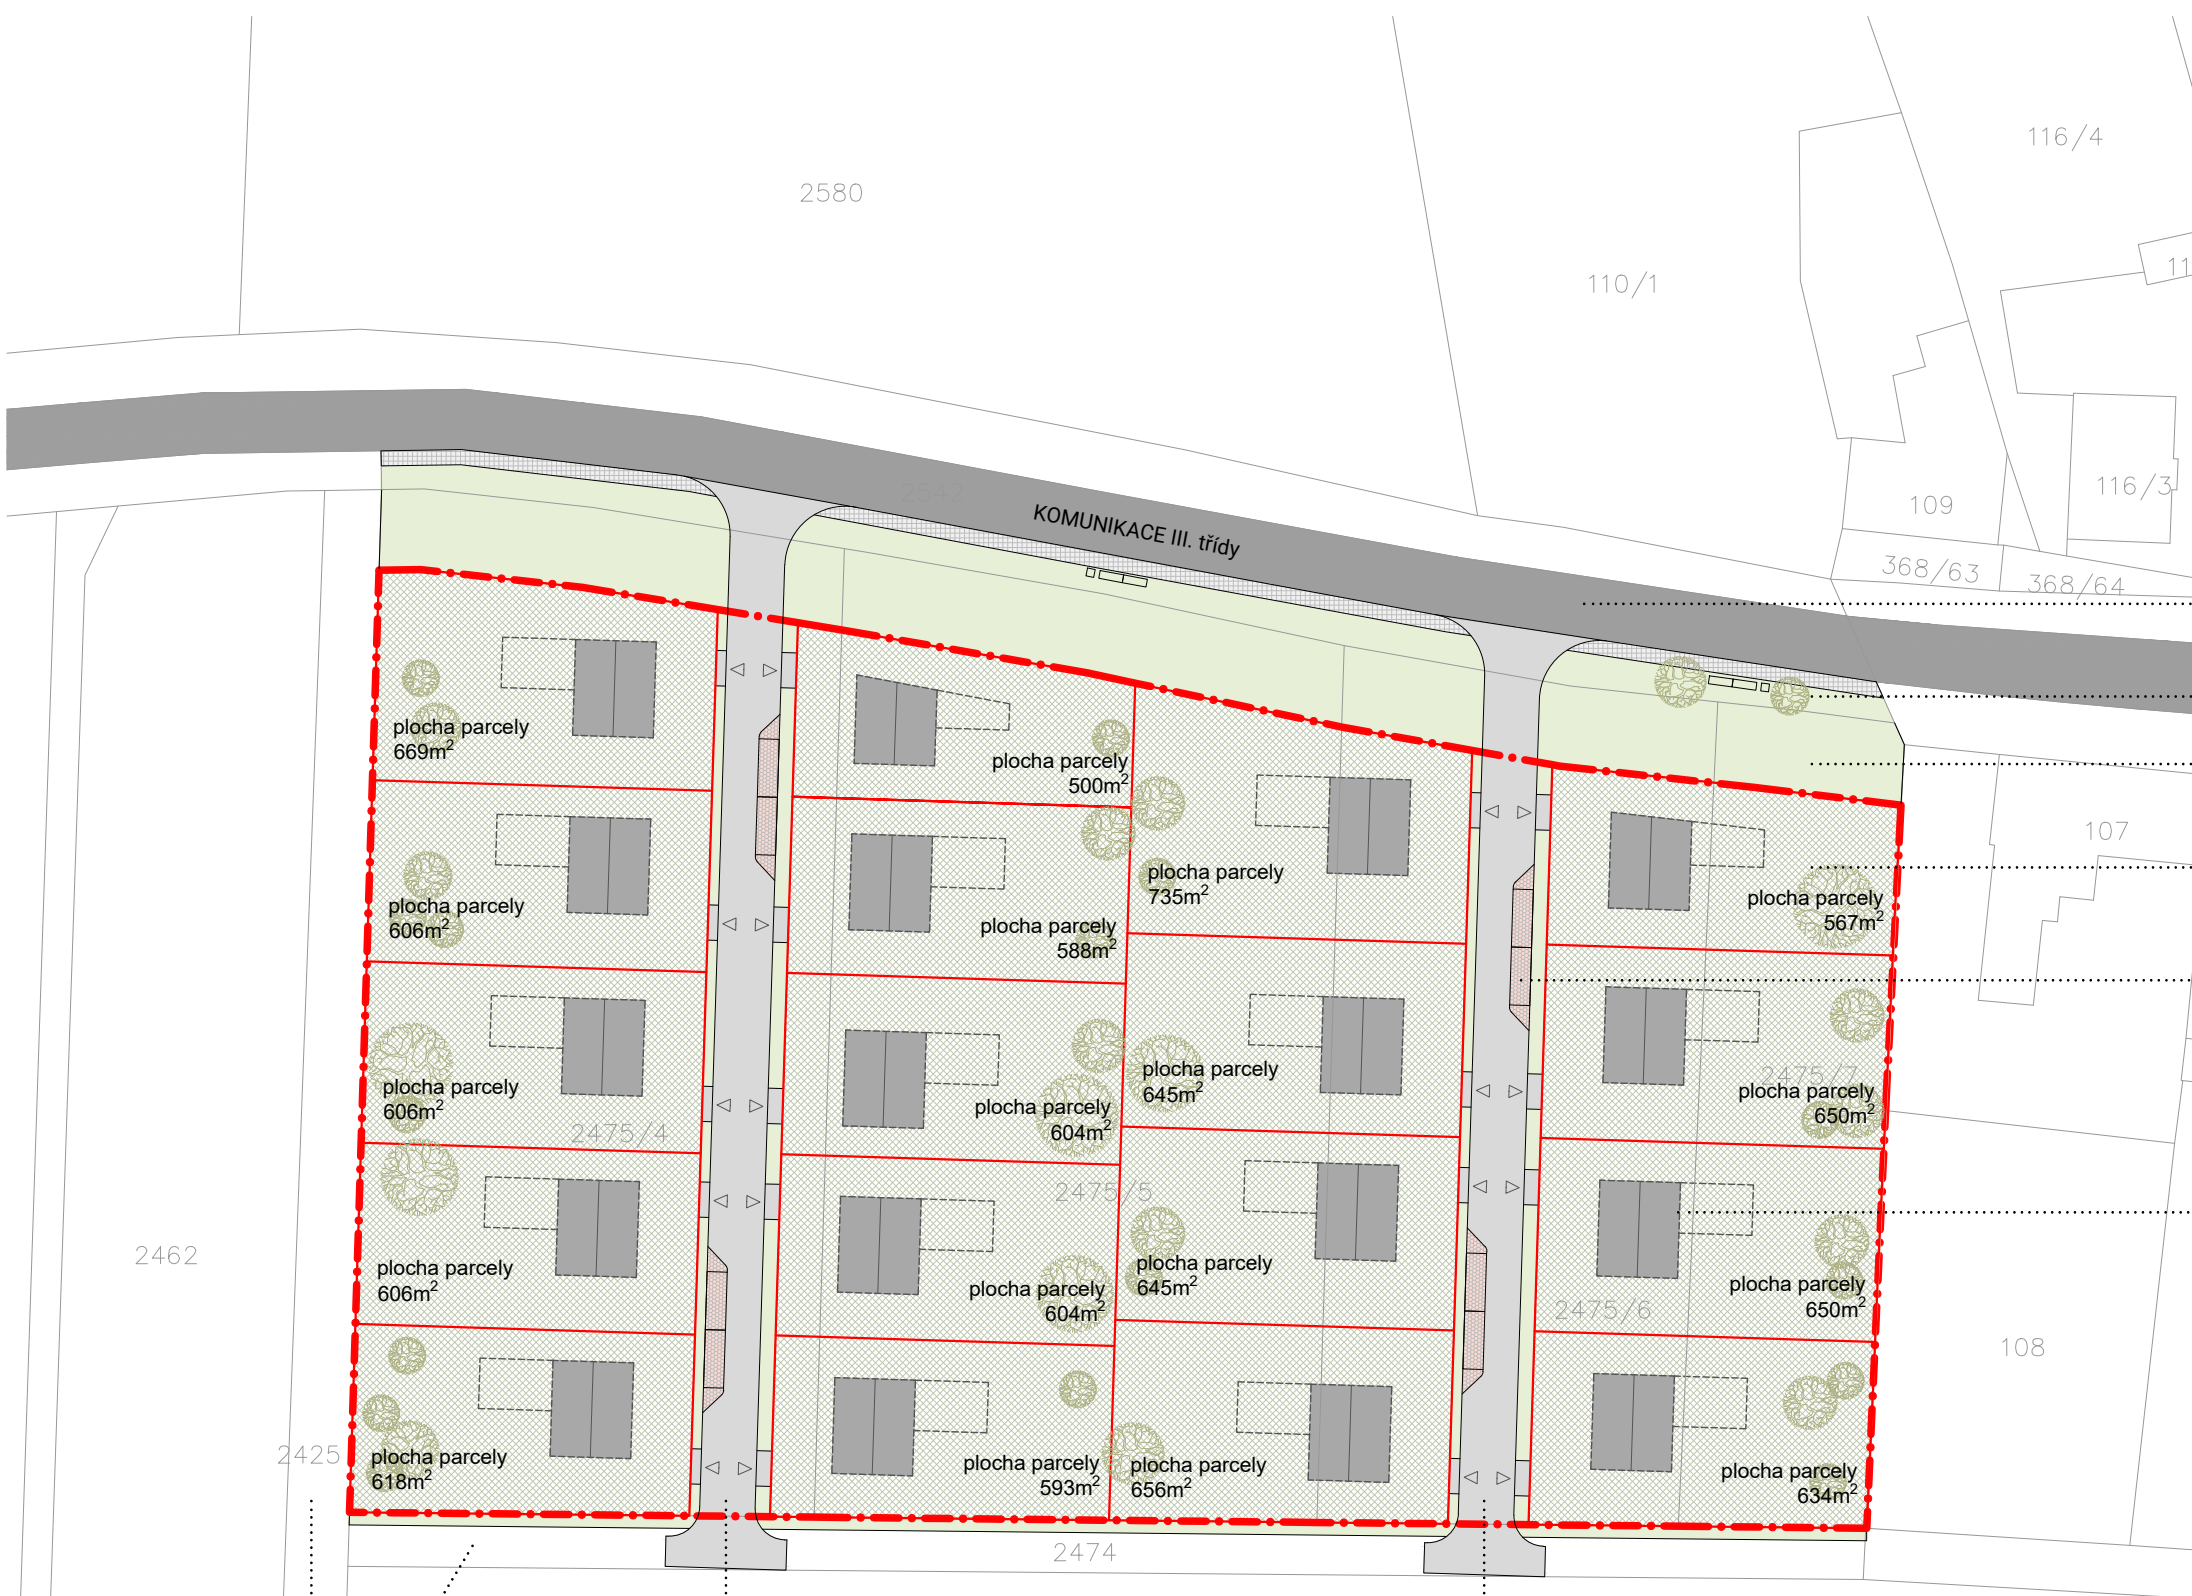 116/4
2580
11
110/1
116/3
2542
109
KOMUNIKACE III. třídy
368/63
368/64
plocha parcely
669m²
plocha parcely
500m²
107
plocha parcely
735m²
plocha parcely
567m²
plocha parcely
606m²
plocha parcely
588m²
plocha parcely
645m²
2475/7
plocha parcely
650m²
plocha parcely
606m²
plocha parcely
604m²
2475/4
2475/5
2462
plocha parcely
606m²
plocha parcely
604m²
plocha parcely
645m²
plocha parcely
650m²
2475/6
108
2425
plocha parcely
618m²
plocha parcely
593m²
plocha parcely
656m²
plocha parcely
634m²
2474